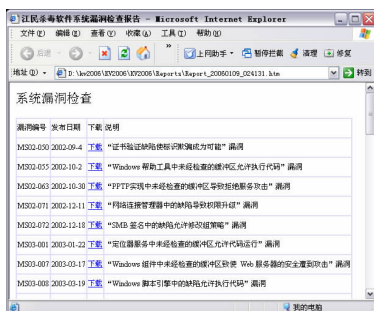 江民杀毒软件系统漏洞检查报告 - Microsoft Internet Explorer
文件(F) 编辑(E) 查看(V) 收藏(A) 工具(T) 帮助(H)
后退 » 上网助手 暂停拦截 清理 修复
地址(D) D:\kv2006\KV2006\KV2006\Reports\Report_20060109_024131.htm 转到
系统漏洞检查
漏洞编号 发布日期 下载 说明
MS02-050 2002-09-4 下载 “证书验证缺陷使标识欺骗成为可能”漏洞
MS02-055 2002-10-2 下载 “Windows 帮助工具中未经检查的缓冲区允许执行代码”漏洞
MS02-063 2002-10-30 下载 “PPTP实现中未经检查的缓冲区导致拒绝服务攻击”漏洞
MS02-071 2002-12-11 下载 “网络连接管理器中的缺陷导致权限升级”漏洞
MS02-072 2002-12-18 下载 “SMB 签名中的缺陷允许修改组策略”漏洞
MS03-001 2003-01-22 下载 “定位器服务中未经检查的缓冲区允许代码运行”漏洞
MS03-007 2003-03-17 下载 “Windows 组件中未经检查的缓冲区致使 Web 服务器的安全遭到攻击”漏洞
MS03-008 2003-03-19 下载 “Windows 脚本引擎中的缺陷允许执行代码”漏洞
我的电脑